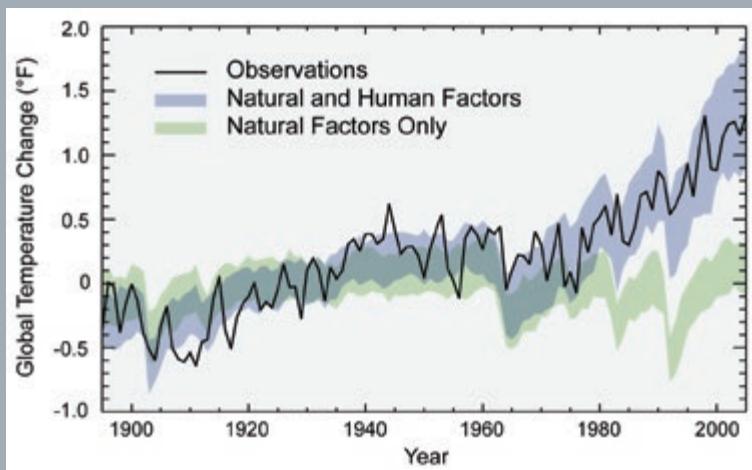 2.0
Observations
Natural and Human Factors
Natural Factors Only
1.5
1.0
0.5
0
-0.5
-1.0
Global Temperature Change (°F)
1900 1920 1940 1960 1980 2000
Year